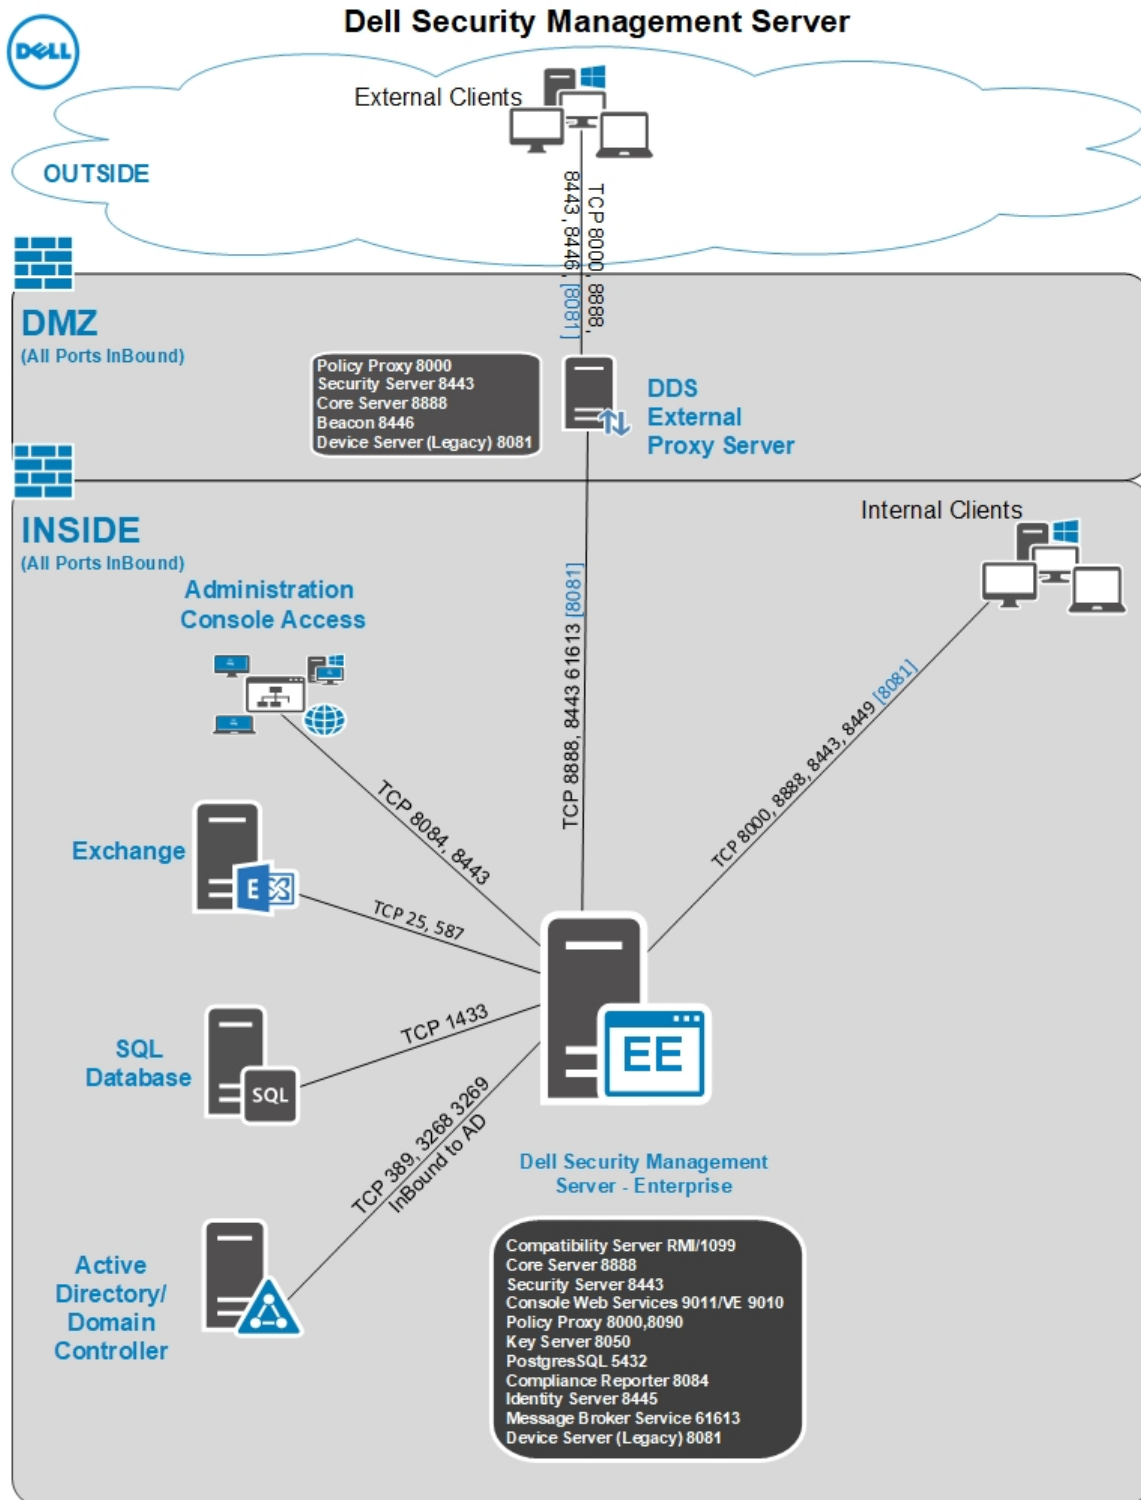 Dell Security Management Server
DELL
External Clients
OUTSIDE
TCP 8000, 8888,
8443, 8446, [8081]
DMZ
(All Ports InBound)
Policy Proxy 8000
Security Server 8443
Core Server 8888
Beacon 8446
Device Server (Legacy) 8081
DDS
External
Proxy Server
INSIDE
(All Ports InBound)
Internal Clients
Administration
Console Access
TCP 8888, 8443 61613 [8081]
TCP 8000, 8888, 8443, 8449 [8081]
TCP 8084, 8443
Exchange
E
TCP 25, 587
SQL
Database
SQL
TCP 1433
EE
TCP 389, 3268 3269
InBound to AD
Dell Security Management
Server - Enterprise
Active
Directory/
Domain
Controller
Compatibility Server RMI/1099
Core Server 8888
Security Server 8443
Console Web Services 9011/VE 9010
Policy Proxy 8000,8090
Key Server 8050
PostgresSQL 5432
Compliance Reporter 8084
Identity Server 8445
Message Broker Service 61613
Device Server (Legacy) 8081